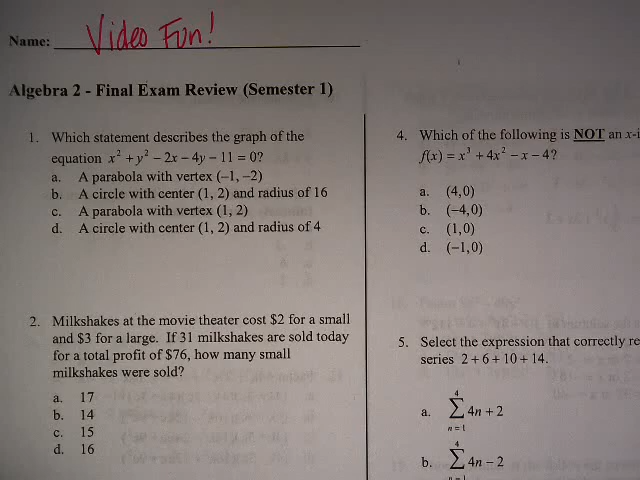 Name: Video Fun!
Algebra 2 - Final Exam Review (Semester 1)
1. Which statement describes the graph of the
equation x² + y² − 2x − 4y − 11 = 0?
a. A parabola with vertex (−1, −2)
b. A circle with center (1, 2) and radius of 16
c. A parabola with vertex (1, 2)
d. A circle with center (1, 2) and radius of 4
2. Milkshakes at the movie theater cost $2 for a small
and $3 for a large. If 31 milkshakes are sold today
for a total profit of $76, how many small
milkshakes were sold?
a. 17
b. 14
c. 15
d. 16
4. Which of the following is NOT an x-i
f(x) = x³ + 4x² − x − 4?
a. (4,0)
b. (−4,0)
c. (1,0)
d. (−1,0)
5. Select the expression that correctly re
series 2 + 6 + 10 + 14.
4
a. ∑ 4n + 2
n = 1
4
b. ∑ 4n − 2
n = 1